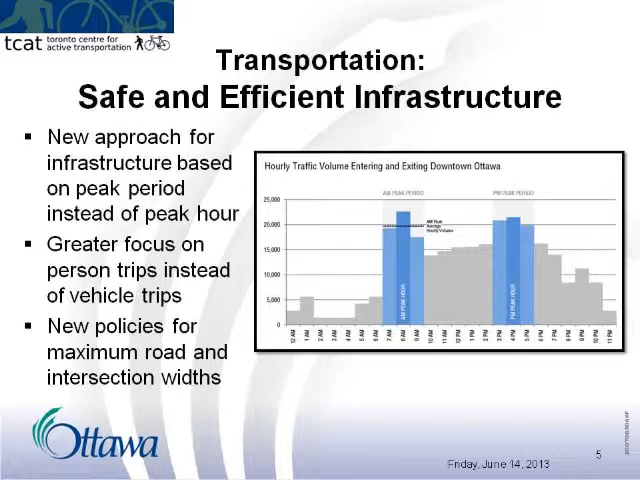 tcat toronto centre for
active transportation
Transportation:
Safe and Efficient Infrastructure
▪ New approach for
infrastructure based
on peak period
instead of peak hour
▪ Greater focus on
person trips instead
of vehicle trips
▪ New policies for
maximum road and
intersection widths
Hourly Traffic Volume Entering and Exiting Downtown Ottawa
AM PEAK PERIOD PM PEAK PERIOD
25,000
20,000
15,000
10,000
5,000
0
AM Peak
Average
Hourly Volume
AM PEAK HOUR
PM PEAK HOUR
12 AM 1 AM 2 AM 3 AM 4 AM 5 AM 6 AM 7 AM 8 AM 9 AM 10 AM 11 AM 12 PM 1 PM 2 PM 3 PM 4 PM 5 PM 6 PM 7 PM 8 PM 9 PM 10 PM 11 PM
Ottawa
Friday, June 14, 2013
5